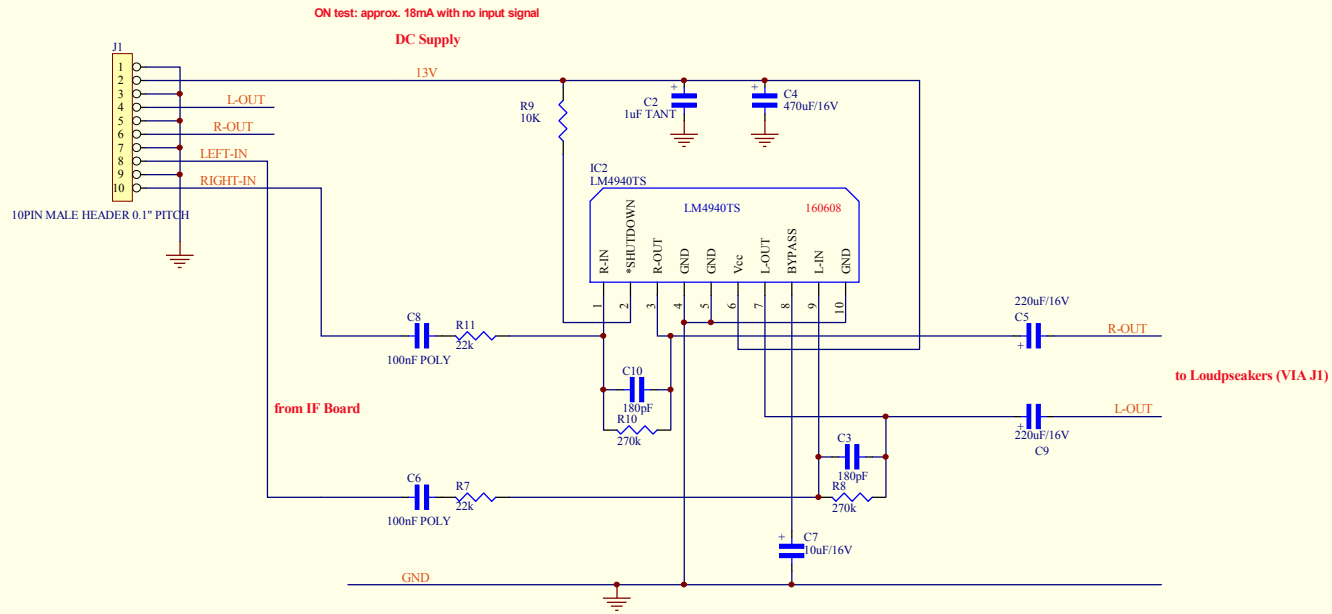 ON test: approx. 18mA with no input signal
DC Supply
J1
13V
1
2
3
4
5
6
7
8
9
10
L-OUT
R-OUT
LEFT-IN
RIGHT-IN
10PIN MALE HEADER 0.1" PITCH
R9
10K
+
C2
1uF TANT
+
C4
470uF/16V
IC2
LM4940TS
LM4940TS
160608
R-IN
*SHUTDOWN
R-OUT
GND
GND
Vcc
L-OUT
BYPASS
L-IN
GND
1
2
3
4
5
6
7
8
9
10
C8
100nF POLY
R11
22k
C10
180pF
R10
270k
220uF/16V
C5
+
R-OUT
to Loudpseakers (VIA J1)
from IF Board
L-OUT
+
220uF/16V
C9
C3
180pF
R8
270k
C6
100nF POLY
R7
22k
+
C7
10uF/16V
GND